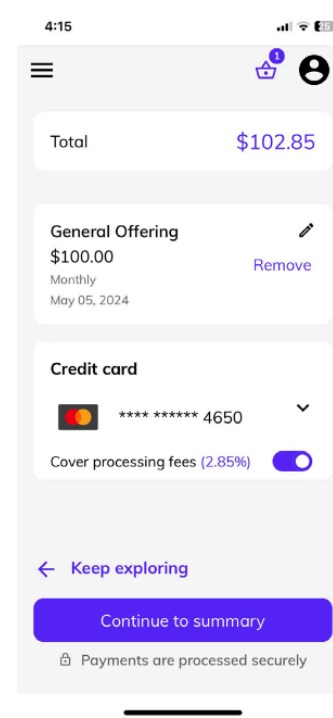 4:15
25
1
Total $102.85
General Offering
$100.00
Remove
Monthly
May 05, 2024
Credit card
**** ****** 4650
Cover processing fees (2.85%)
Keep exploring
Continue to summary
Payments are processed securely